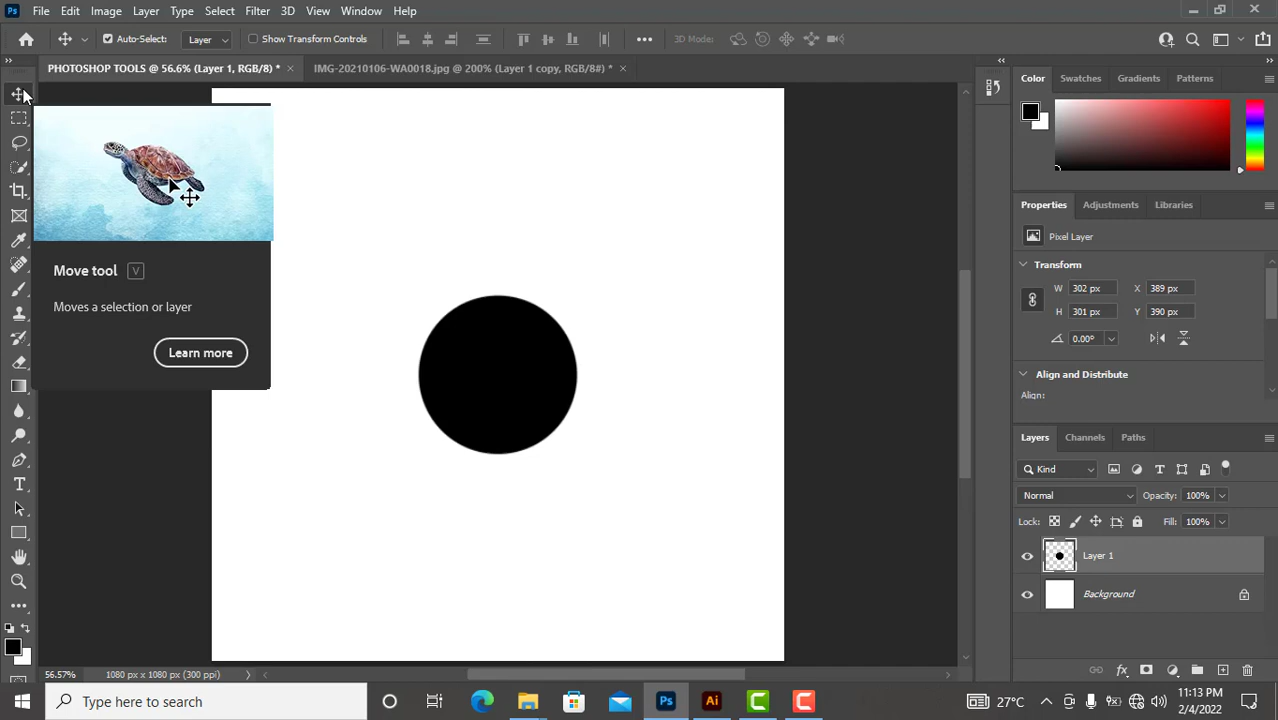 Ps File Edit Image Layer Type Select Filter 3D View Window Help
Auto-Select: Layer Show Transform Controls 3D Mode:
PHOTOSHOP TOOLS @ 56.6% (Layer 1, RGB/8) * × IMG-20210106-WA0018.jpg @ 200% (Layer 1 copy, RGB/8#) * ×
Move tool V
Moves a selection or layer
Learn more
T
Color Swatches Gradients Patterns
Properties Adjustments Libraries
Pixel Layer
Transform
W 302 px X 389 px
H 301 px Y 390 px
0.00°
Align and Distribute
Align:
Layers Channels Paths
Kind T
Normal Opacity: 100%
Lock: Fill: 100%
Layer 1
Background
fx
56.57% 1080 px x 1080 px (300 ppi)
Type here to search
Ps Ai
27°C
11:13 PM
2/4/2022